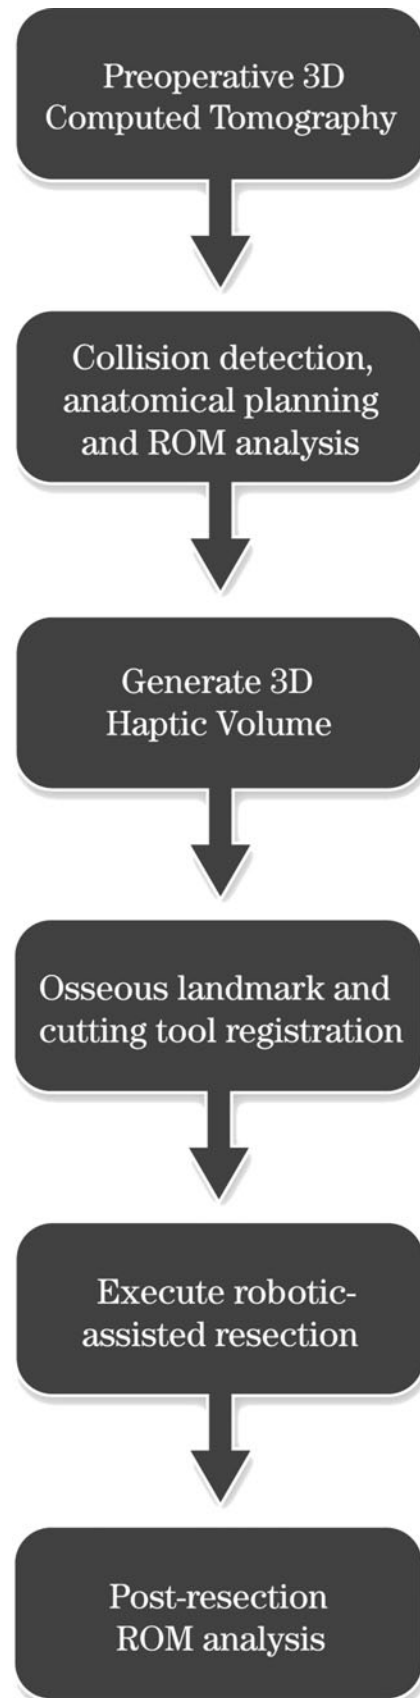 Preoperative 3D
Computed Tomography
Collision detection,
anatomical planning
and ROM analysis
Generate 3D
Haptic Volume
Osseous landmark and
cutting tool registration
Execute robotic-
assisted resection
Post-resection
ROM analysis